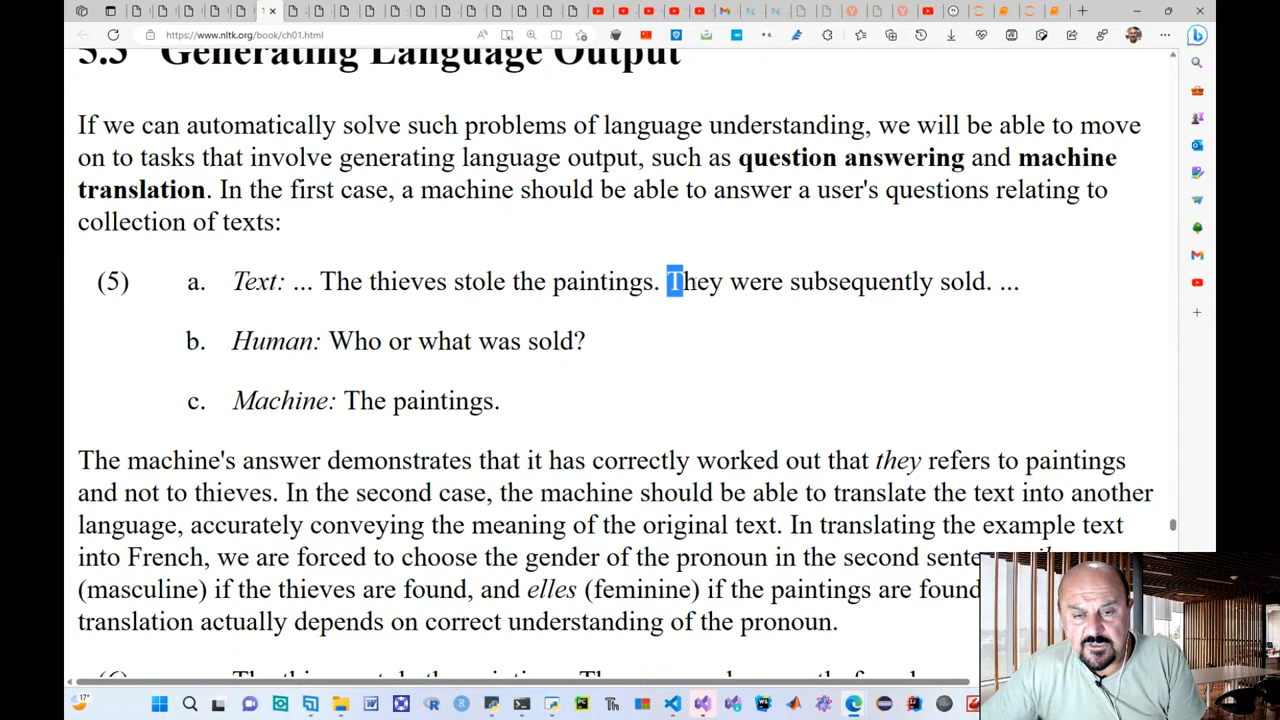 https://www.nltk.org/book/ch01.html
5.3 Generating Language Output
If we can automatically solve such problems of language understanding, we will be able to move
on to tasks that involve generating language output, such as question answering and machine
translation. In the first case, a machine should be able to answer a user's questions relating to
collection of texts:
(5) a. Text: ... The thieves stole the paintings. They were subsequently sold. ...
b. Human: Who or what was sold?
c. Machine: The paintings.
The machine's answer demonstrates that it has correctly worked out that they refers to paintings
and not to thieves. In the second case, the machine should be able to translate the text into another
language, accurately conveying the meaning of the original text. In translating the example text
into French, we are forced to choose the gender of the pronoun in the second sente
(masculine) if the thieves are found, and elles (feminine) if the paintings are found
translation actually depends on correct understanding of the pronoun.
17°